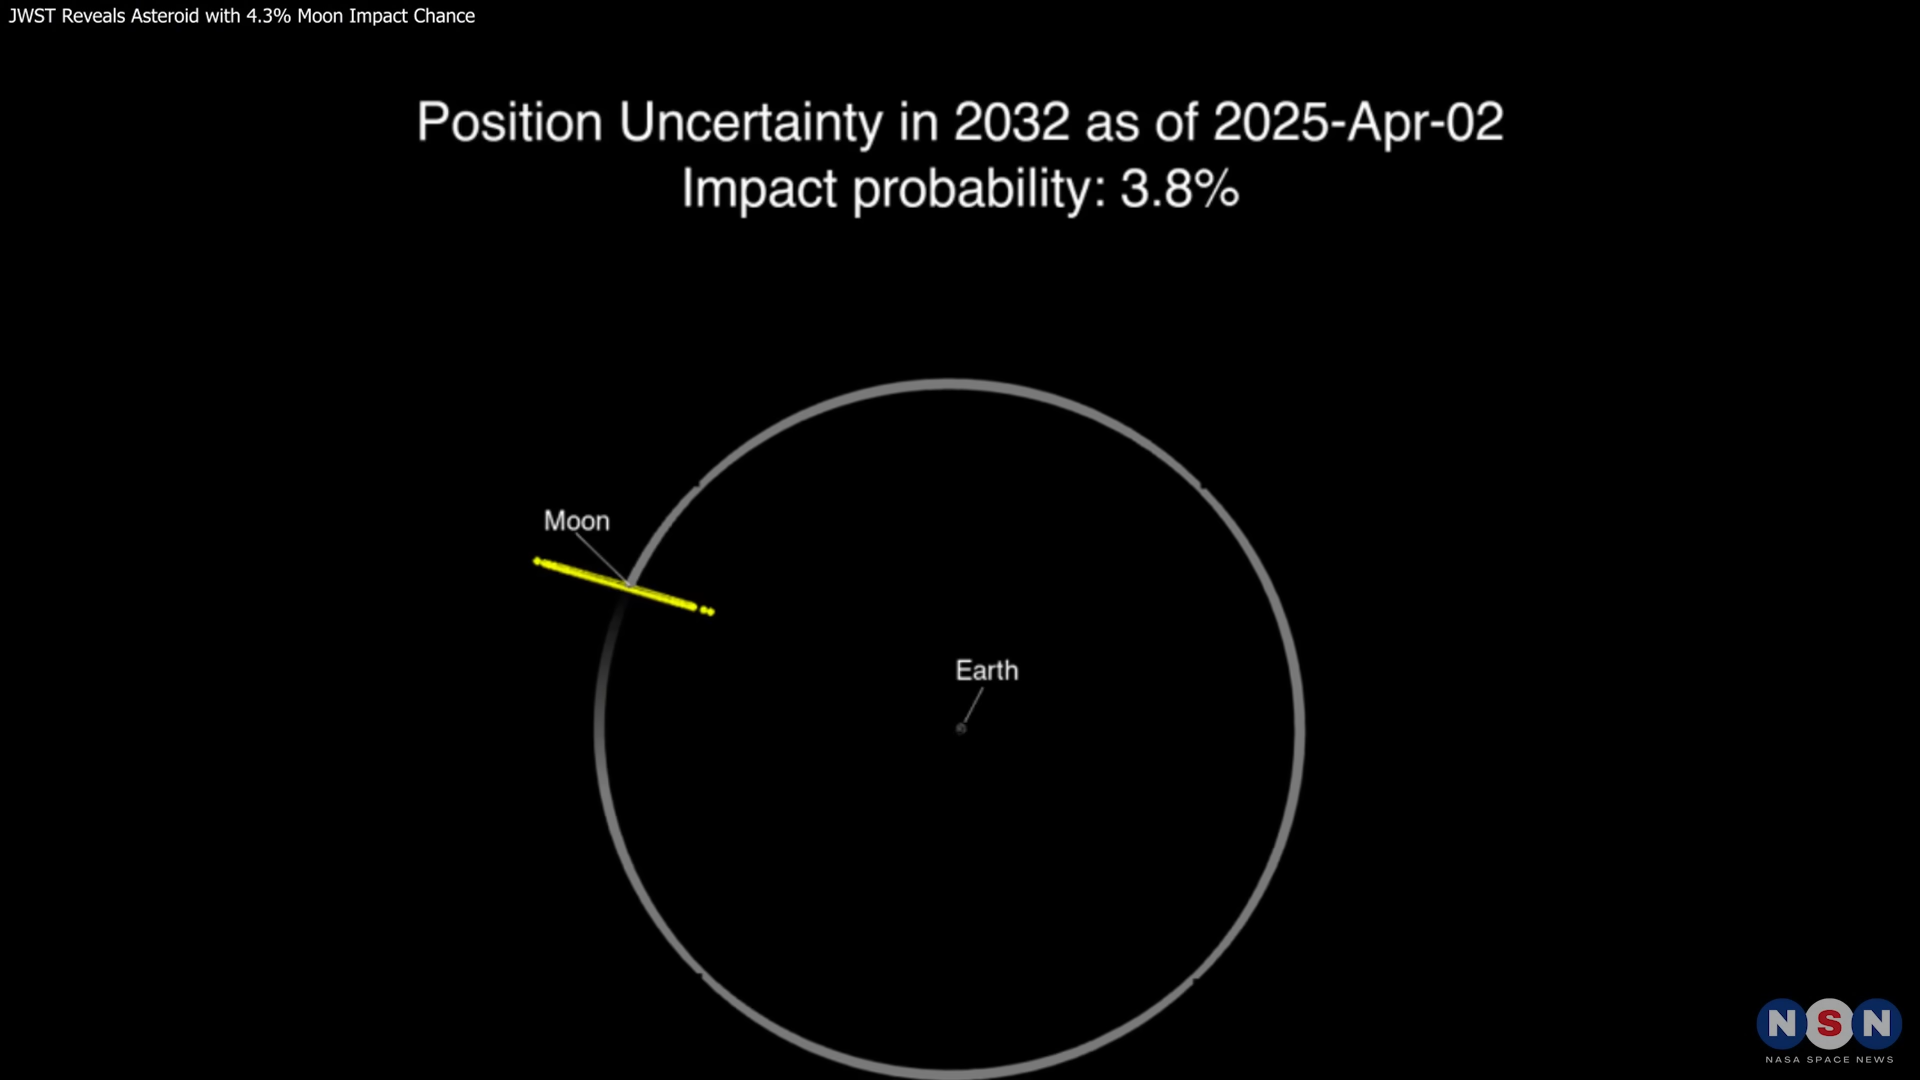 JWST Reveals Asteroid with 4.3% Moon Impact Chance
Position Uncertainty in 2032 as of 2025-Apr-02
Impact probability: 3.8%
Moon
Earth
NSN
NASA SPACE NEWS